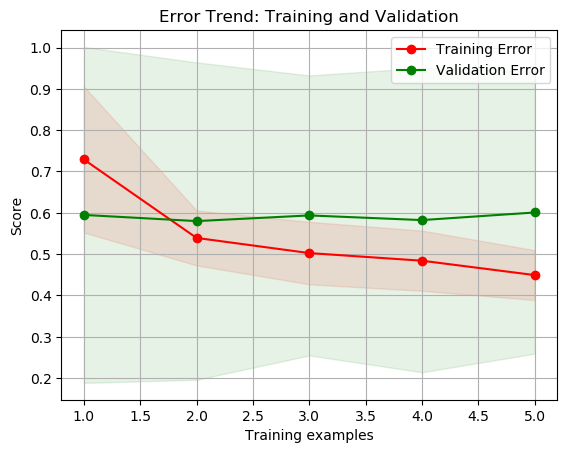 Error Trend: Training and Validation
Training Error
Validation Error
1.0
0.9
0.8
0.7
0.6
0.5
0.4
0.3
0.2
Score
1.0 1.5 2.0 2.5 3.0 3.5 4.0 4.5 5.0
Training examples